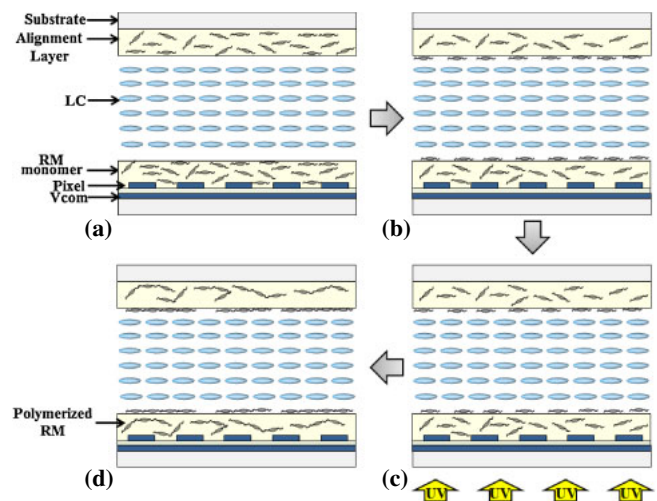 Substrate
Alignment
Layer
LC
RM
monomer
Pixel
Vcom
(a)
(b)
Polymerized
RM
(d)
(c)
UV
UV
UV
UV